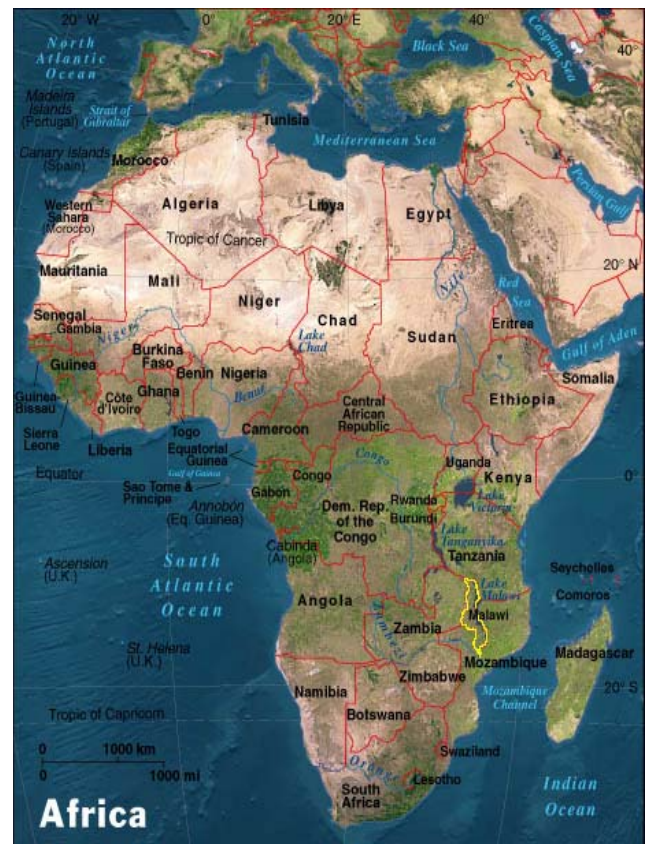 20° W
0°
20° E
40°
North
Atlantic
Ocean
Black Sea
Caspian Sea
40°
Madeira
Islands
(Portugal)
Strait of
Gibraltar
Tunisia
Mediterranean Sea
Canary Islands
(Spain)
Morocco
Persian Gulf
Western
Sahara
(Morocco)
Algeria
Libya
Egypt
Tropic of Cancer
Mauritania
Mali
Niger
Chad
Nile
Red
Sea
20° N
Senegal
Gambia
Niger
Lake
Chad
Sudan
Eritrea
Gulf of Aden
Guinea
Burkina
Faso
Benin
Nigeria
Somalia
Guinea-
Bissau
Côte
d'Ivoire
Ghana
Benue
Central
African
Republic
Ethiopia
Sierra
Leone
Liberia
Togo
Cameroon
Equatorial
Guinea
Gulf of Guinea
Equator
Sao Tome &
Principe
Congo
Gabon
Congo
Uganda
Kenya
0°
Annobón
(Eq. Guinea)
Dem. Rep.
of the
Congo
Rwanda
Burundi
Lake
Victoria
Lake
Tanganyika
Tanzania
Cabinda
(Angola)
Ascension
(U.K.)
South
Atlantic
Ocean
Seychelles
Comoros
Lake
Malawi
Angola
Malawi
Zambia
Zambezi
St. Helena
(U.K.)
Mozambique
Madagascar
Zimbabwe
Namibia
Botswana
Mozambique
Channel
20° S
Tropic of Capricorn
0
1000 km
0
1000 mi
Swaziland
Orange
Lesotho
South
Africa
Indian
Ocean
Africa